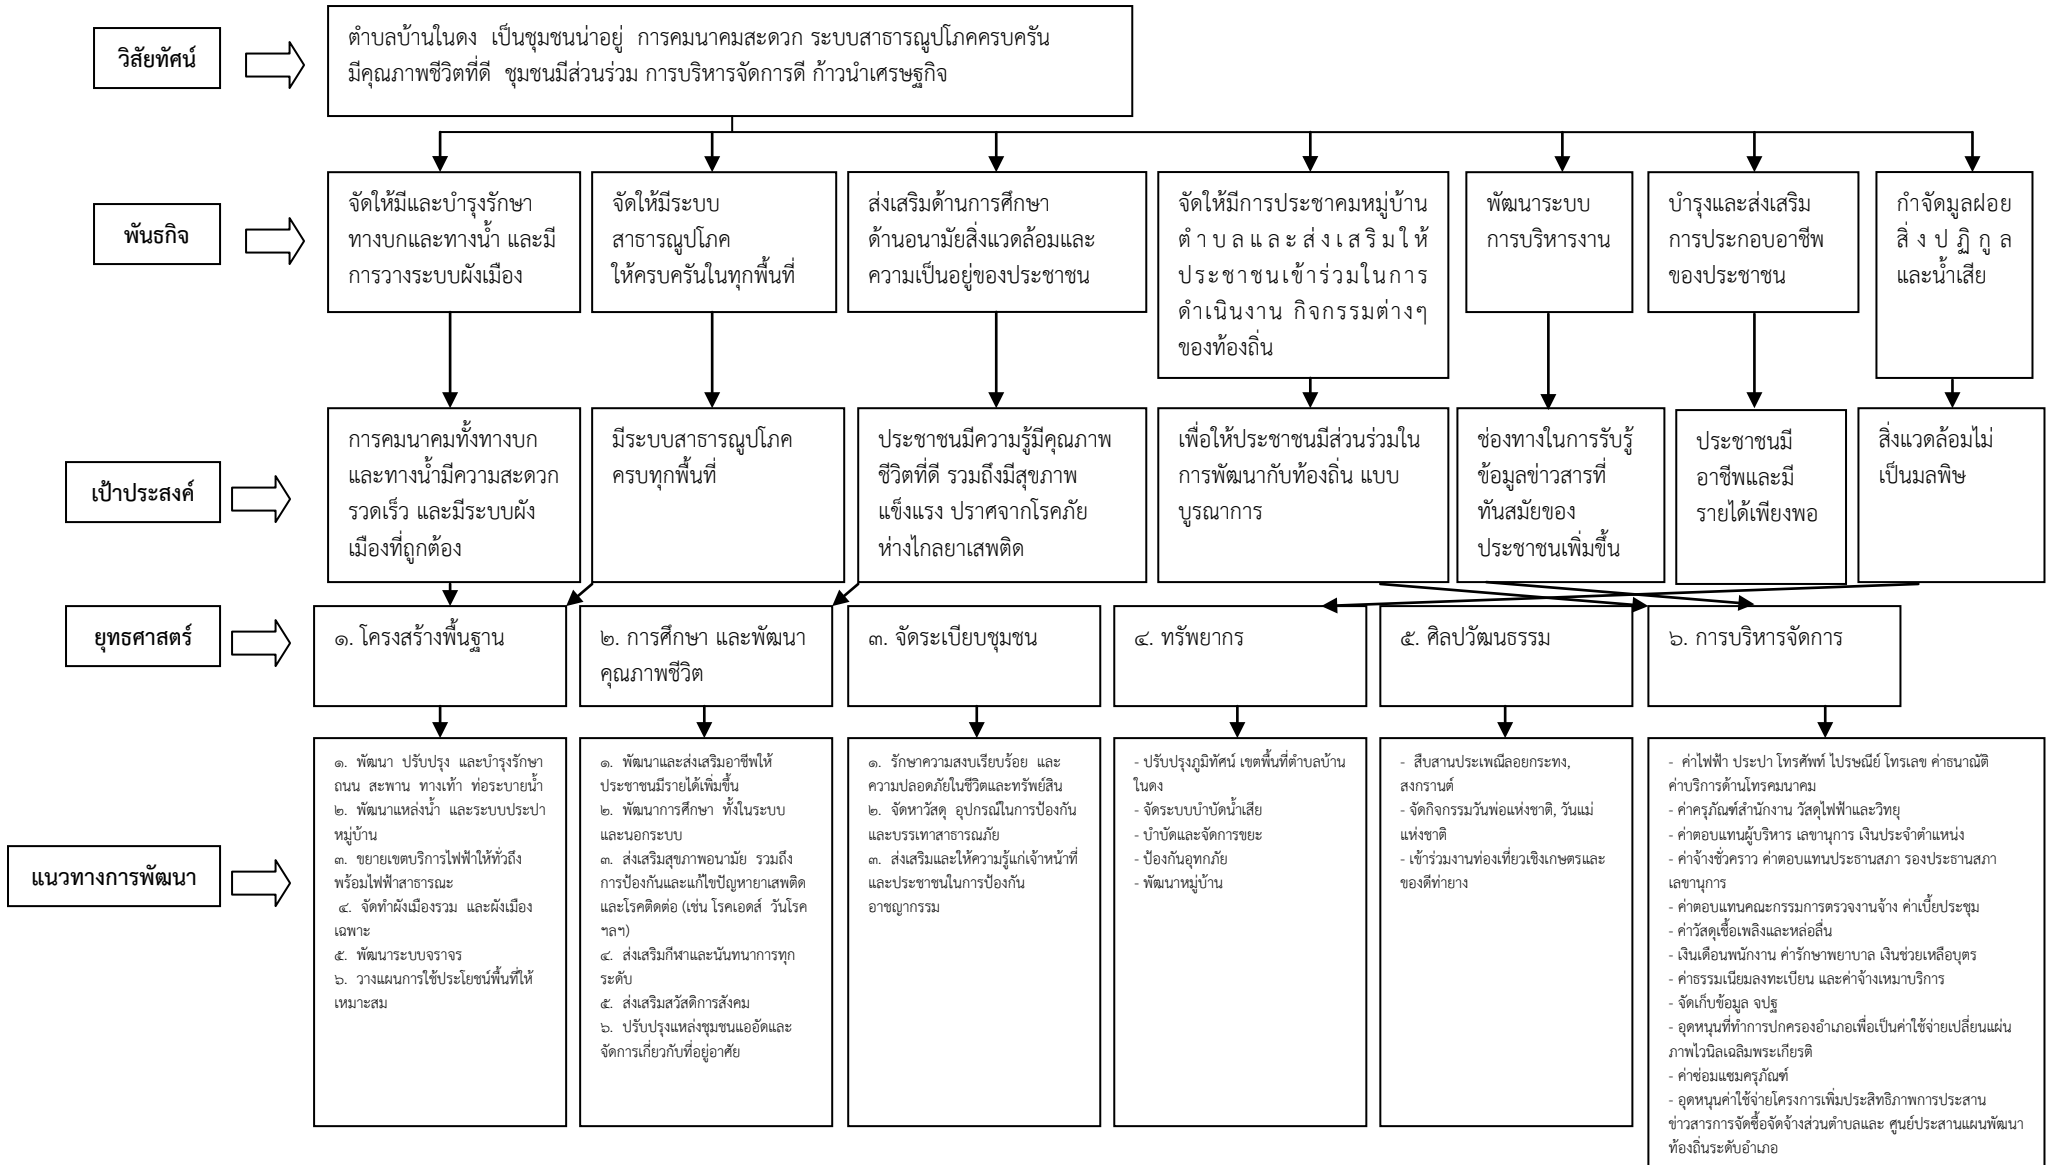 วิสัยทัศน์
ตำบลบ้านในดง เป็นชุมชนน่าอยู่ การคมนาคมสะดวก ระบบสาธารณูปโภคครบครัน
มีคุณภาพชีวิตที่ดี ชุมชนมีส่วนร่วม การบริหารจัดการดี ก้าวนำเศรษฐกิจ
พันธกิจ
จัดให้มีและบำรุงรักษา
ทางบกและทางน้ำ และมี
การวางระบบผังเมือง
จัดให้มีระบบ
สาธารณูปโภค
ให้ครบครันในทุกพื้นที่
ส่งเสริมด้านการศึกษา
ด้านอนามัยสิ่งแวดล้อมและ
ความเป็นอยู่ของประชาชน
จัดให้มีการประชาคมหมู่บ้าน
ตำบลและส่งเสริมให้
ประชาชนเข้าร่วมในการ
ดำเนินงาน กิจกรรมต่างๆ
ของท้องถิ่น
พัฒนาระบบ
การบริหารงาน
บำรุงและส่งเสริม
การประกอบอาชีพ
ของประชาชน
กำจัดมูลฝอย
สิ่งปฏิกูล
และน้ำเสีย
เป้าประสงค์
การคมนาคมทั้งทางบก
และทางน้ำมีความสะดวก
รวดเร็ว และมีระบบผัง
เมืองที่ถูกต้อง
มีระบบสาธารณูปโภค
ครบทุกพื้นที่
ประชาชนมีความรู้มีคุณภาพ
ชีวิตที่ดี รวมถึงมีสุขภาพ
แข็งแรง ปราศจากโรคภัย
ห่างไกลยาเสพติด
เพื่อให้ประชาชนมีส่วนร่วมใน
การพัฒนากับท้องถิ่น แบบ
บูรณาการ
ช่องทางในการรับรู้
ข้อมูลข่าวสารที่
ทันสมัยของ
ประชาชนเพิ่มขึ้น
ประชาชนมี
อาชีพและมี
รายได้เพียงพอ
สิ่งแวดล้อมไม่
เป็นมลพิษ
ยุทธศาสตร์
๑. โครงสร้างพื้นฐาน
๒. การศึกษา และพัฒนา
คุณภาพชีวิต
๓. จัดระเบียบชุมชน
๔. ทรัพยากร
๕. ศิลปวัฒนธรรม
๖. การบริหารจัดการ
แนวทางการพัฒนา
๑. พัฒนา ปรับปรุง และบำรุงรักษา
ถนน สะพาน ทางเท้า ท่อระบายน้ำ
๒. พัฒนาแหล่งน้ำ และระบบประปา
หมู่บ้าน
๓. ขยายเขตบริการไฟฟ้าให้ทั่วถึง
พร้อมไฟฟ้าสาธารณะ
๔. จัดทำผังเมืองรวม และผังเมือง
เฉพาะ
๕. พัฒนาระบบจราจร
๖. วางแผนการใช้ประโยชน์พื้นที่ให้
เหมาะสม
๑. พัฒนาและส่งเสริมอาชีพให้
ประชาชนมีรายได้เพิ่มขึ้น
๒. พัฒนาการศึกษา ทั้งในระบบ
และนอกระบบ
๓. ส่งเสริมสุขภาพอนามัย รวมถึง
การป้องกันและแก้ไขปัญหายาเสพติด
และโรคติดต่อ (เช่น โรคเอดส์ วันโรค
ฯลฯ)
๔. ส่งเสริมกีฬาและนันทนาการทุก
ระดับ
๕. ส่งเสริมสวัสดิการสังคม
๖. ปรับปรุงแหล่งชุมชนแออัดและ
จัดการเกี่ยวกับที่อยู่อาศัย
๑. รักษาความสงบเรียบร้อย และ
ความปลอดภัยในชีวิตและทรัพย์สิน
๒. จัดหาวัสดุ อุปกรณ์ในการป้องกัน
และบรรเทาสาธารณภัย
๓. ส่งเสริมและให้ความรู้แก่เจ้าหน้าที่
และประชาชนในการป้องกัน
อาชญากรรม
- ปรับปรุงภูมิทัศน์ เขตพื้นที่ตำบลบ้าน
ในดง
- จัดระบบบำบัดน้ำเสีย
- บำบัดและจัดการขยะ
- ป้องกันอุทกภัย
- พัฒนาหมู่บ้าน
- สืบสานประเพณีลอยกระทง,
สงกรานต์
- จัดกิจกรรมวันพ่อแห่งชาติ, วันแม่
แห่งชาติ
- เข้าร่วมงานท่องเที่ยวเชิงเกษตรและ
ของดีท่ายาง
- ค่าไฟฟ้า ประปา โทรศัพท์ ไปรษณีย์ โทรเลข ค่าธนาณัติ
ค่าบริการด้านโทรคมนาคม
- ค่าครุภัณฑ์สำนักงาน วัสดุไฟฟ้าและวิทยุ
- ค่าตอบแทนผู้บริหาร เลขานุการ เงินประจำตำแหน่ง
- ค่าจ้างชั่วคราว ค่าตอบแทนประธานสภา รองประธานสภา
เลขานุการ
- ค่าตอบแทนคณะกรรมการตรวจงานจ้าง ค่าเบี้ยประชุม
- ค่าวัสดุเชื้อเพลิงและหล่อลื่น
- เงินเดือนพนักงาน ค่ารักษาพยาบาล เงินช่วยเหลือบุตร
- ค่าธรรมเนียมลงทะเบียน และค่าจ้างเหมาบริการ
- จัดเก็บข้อมูล จปฐ
- อุดหนุนที่ทำการปกครองอำเภอเพื่อเป็นค่าใช้จ่ายเปลี่ยนแผ่น
ภาพไวนิลเฉลิมพระเกียรติ
- ค่าซ่อมแซมครุภัณฑ์
- อุดหนุนค่าใช้จ่ายโครงการเพิ่มประสิทธิภาพการประสาน
ข่าวสารการจัดซื้อจัดจ้างส่วนตำบลและ ศูนย์ประสานแผนพัฒนา
ท้องถิ่นระดับอำเภอ